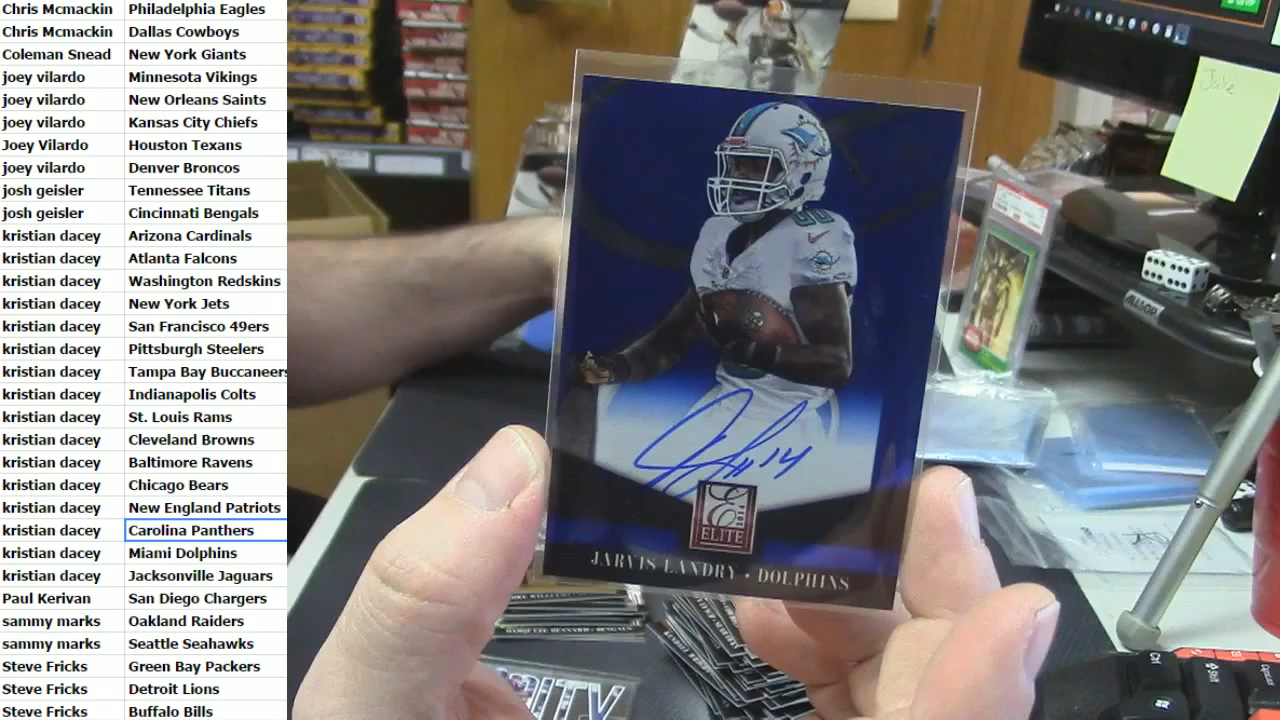 Chris Mcmackin Philadelphia Eagles
Chris Mcmackin Dallas Cowboys
Coleman Snead New York Giants
joey vilardo Minnesota Vikings
joey vilardo New Orleans Saints
joey vilardo Kansas City Chiefs
Joey Vilardo Houston Texans
joey vilardo Denver Broncos
josh geisler Tennessee Titans
josh geisler Cincinnati Bengals
kristian dacey Arizona Cardinals
kristian dacey Atlanta Falcons
kristian dacey Washington Redskins
kristian dacey New York Jets
kristian dacey San Francisco 49ers
kristian dacey Pittsburgh Steelers
kristian dacey Tampa Bay Buccaneers
kristian dacey Indianapolis Colts
kristian dacey St. Louis Rams
kristian dacey Cleveland Browns
kristian dacey Baltimore Ravens
kristian dacey Chicago Bears
kristian dacey New England Patriots
kristian dacey Carolina Panthers
kristian dacey Miami Dolphins
kristian dacey Jacksonville Jaguars
Paul Kerivan San Diego Chargers
sammy marks Oakland Raiders
sammy marks Seattle Seahawks
Steve Fricks Green Bay Packers
Steve Fricks Detroit Lions
Steve Fricks Buffalo Bills
14
E
ELITE
JARVIS LANDRY • DOLPHINS
ALLSOP
Ctrl
Shift